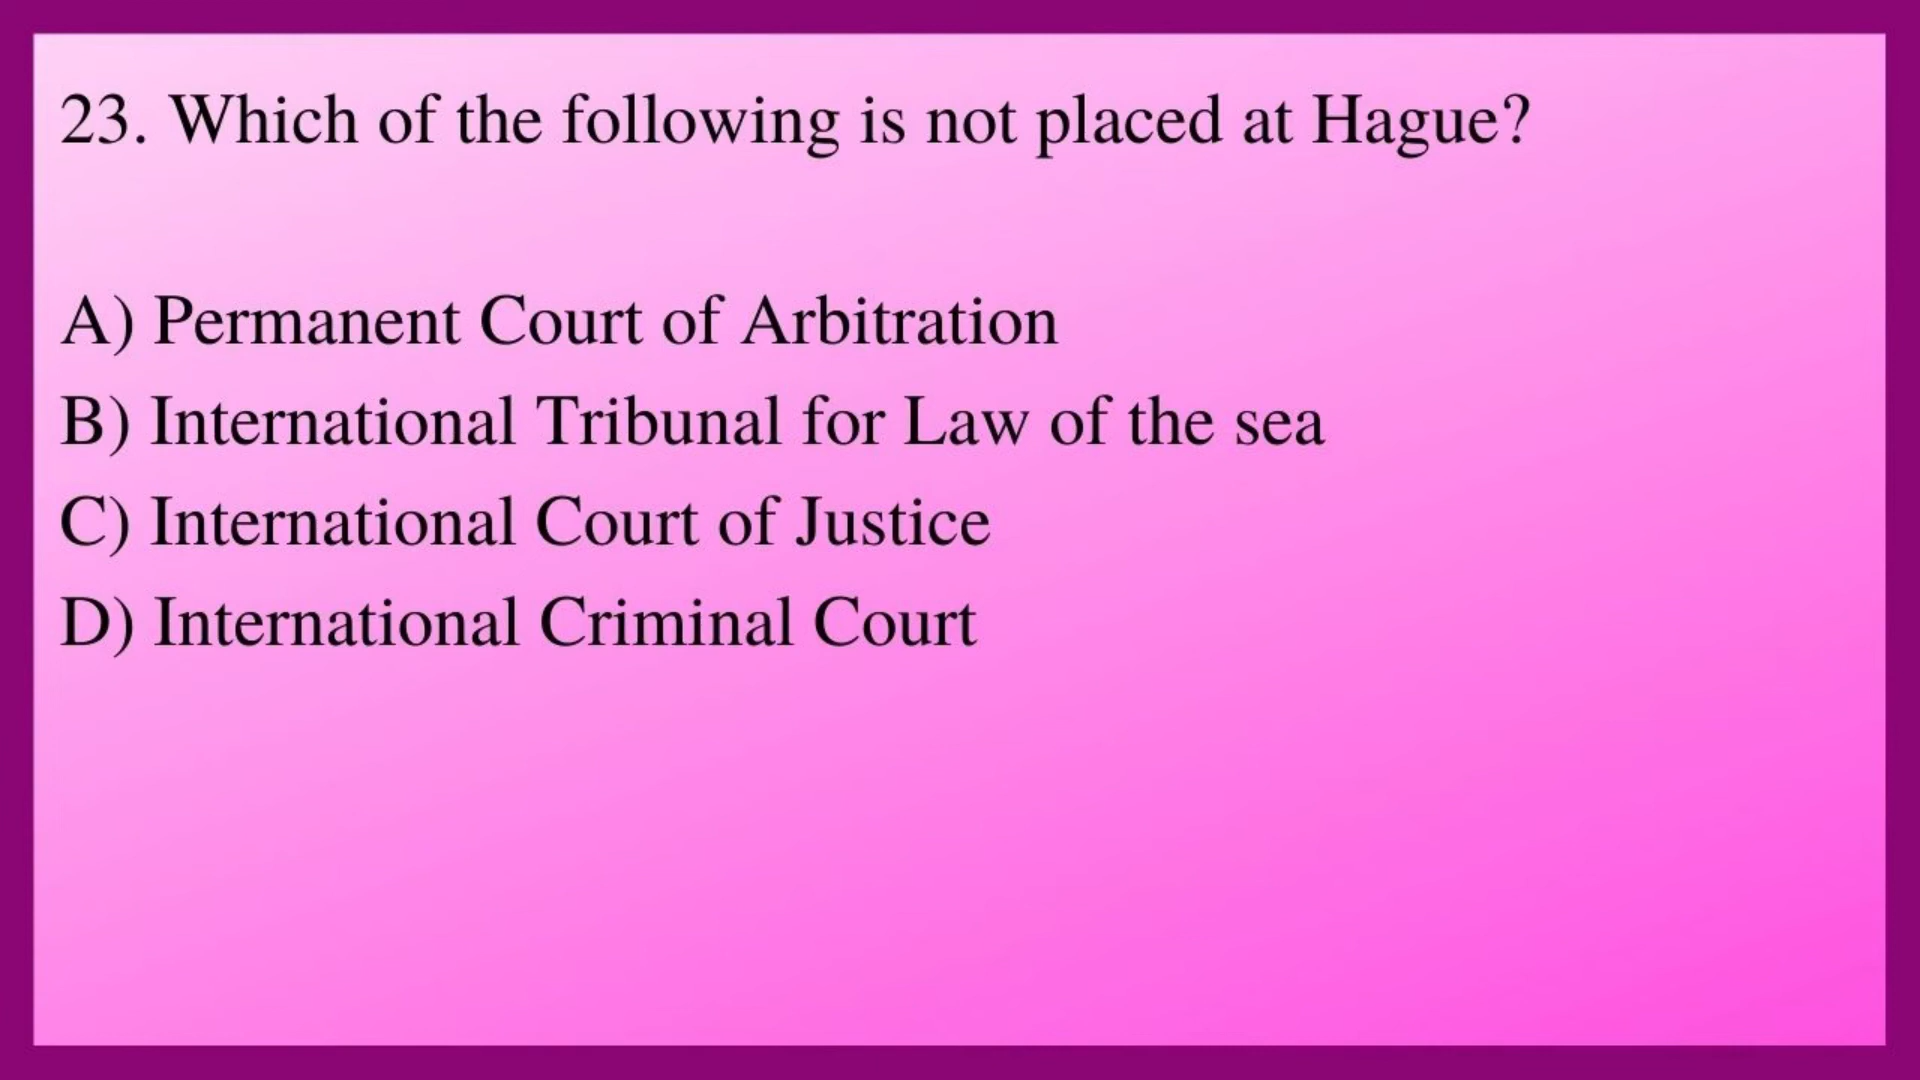 23. Which of the following is not placed at Hague?
A) Permanent Court of Arbitration
B) International Tribunal for Law of the sea
C) International Court of Justice
D) International Criminal Court